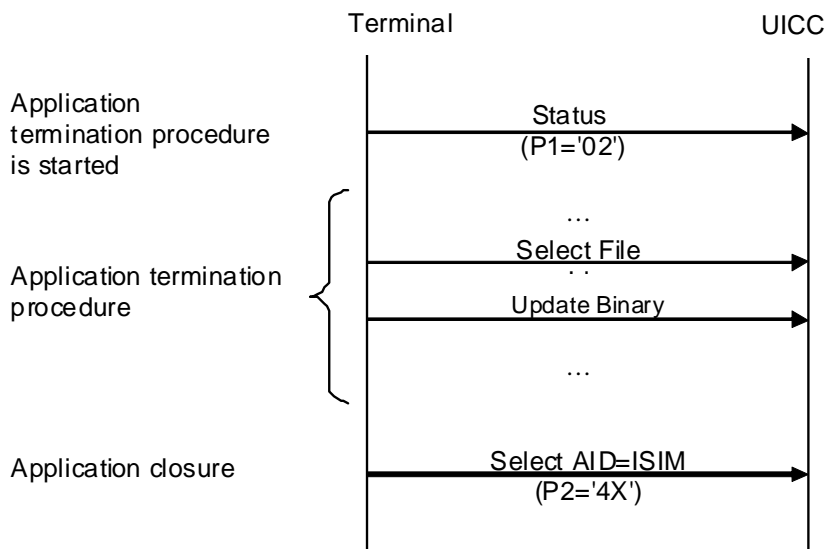 Terminal
UICC
Application
termination procedure
is started
Status
(P1='02')
...
Select File
. .
Application termination
procedure
Update Binary
...
Application closure
Select AID=ISIM
(P2='4X')